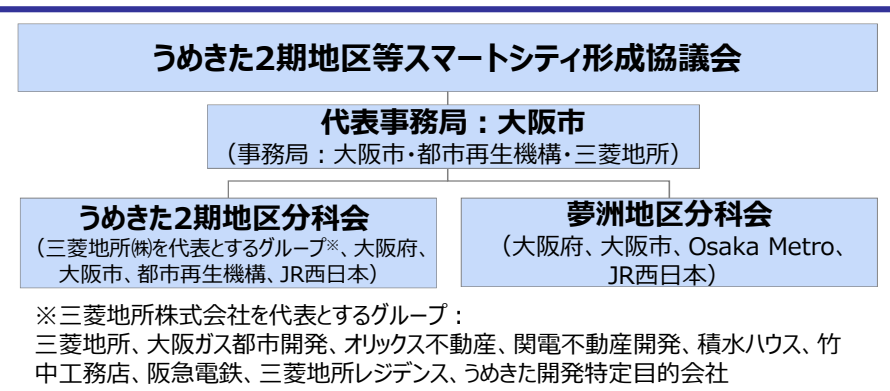 うめきた2期地区等スマートシティ形成協議会
代表事務局：大阪市
（事務局：大阪市・都市再生機構・三菱地所）
うめきた2期地区分科会
（三菱地所㈱を代表とするグループ※、大阪府、
大阪市、都市再生機構、JR西日本）
夢洲地区分科会
（大阪府、大阪市、Osaka Metro、
JR西日本）
※三菱地所株式会社を代表とするグループ：
三菱地所、大阪ガス都市開発、オリックス不動産、関電不動産開発、積水ハウス、竹
中工務店、阪急電鉄、三菱地所レジデンス、うめきた開発特定目的会社